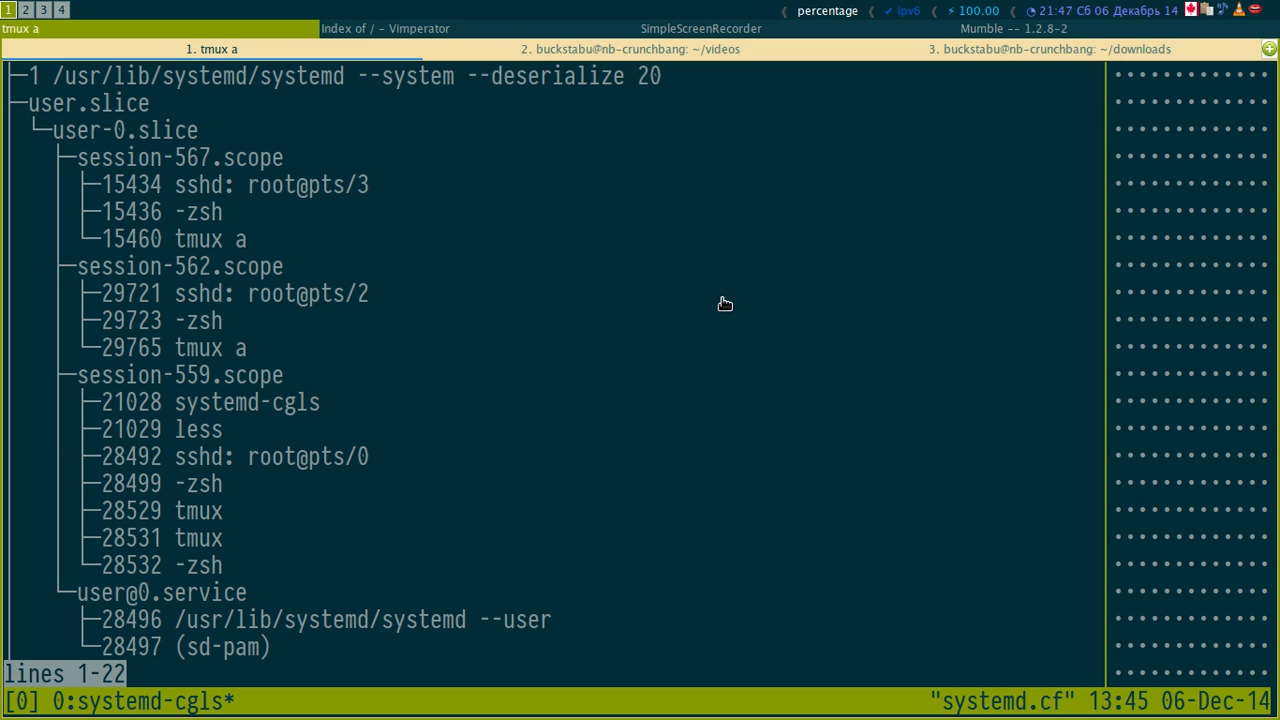 1 2 3 4 percentage ✔ ipv6 ⚡ 100.00 21:47 Сб 06 Декабрь 14
tmux a Index of / - Vimperator SimpleScreenRecorder Mumble -- 1.2.8-2
1. tmux a 2. buckstabu@nb-crunchbang: ~/videos 3. buckstabu@nb-crunchbang: ~/downloads
├─1 /usr/lib/systemd/systemd --system --deserialize 20
├─user.slice
│ └─user-0.slice
│   ├─session-567.scope
│   │ ├─15434 sshd: root@pts/3
│   │ ├─15436 -zsh
│   │ └─15460 tmux a
│   ├─session-562.scope
│   │ ├─29721 sshd: root@pts/2
│   │ ├─29723 -zsh
│   │ └─29765 tmux a
│   ├─session-559.scope
│   │ ├─21028 systemd-cgls
│   │ ├─21029 less
│   │ ├─28492 sshd: root@pts/0
│   │ ├─28499 -zsh
│   │ ├─28529 tmux
│   │ ├─28531 tmux
│   │ └─28532 -zsh
│   └─user@0.service
│     ├─28496 /usr/lib/systemd/systemd --user
│     └─28497 (sd-pam)
lines 1-22
[0] 0:systemd-cgls* "systemd.cf" 13:45 06-Dec-14